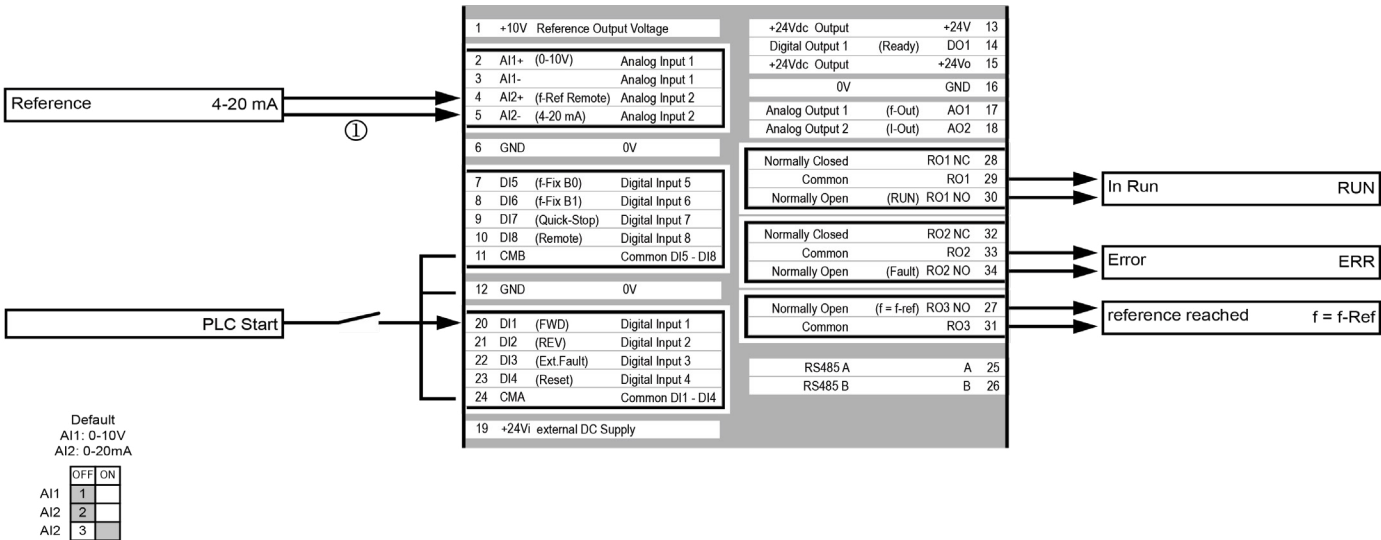 1 +10V Reference Output Voltage
2 AI1+ (0-10V) Analog Input 1
3 AI1- Analog Input 1
4 AI2+ (f-Ref Remote) Analog Input 2
5 AI2- (4-20 mA) Analog Input 2
6 GND 0V
7 DI5 (f-Fix B0) Digital Input 5
8 DI6 (f-Fix B1) Digital Input 6
9 DI7 (Quick-Stop) Digital Input 7
10 DI8 (Remote) Digital Input 8
11 CMB Common DI5 - DI8
12 GND 0V
20 DI1 (FWD) Digital Input 1
21 DI2 (REV) Digital Input 2
22 DI3 (Ext.Fault) Digital Input 3
23 DI4 (Reset) Digital Input 4
24 CMA Common DI1 - DI4
19 +24Vi external DC Supply
+24Vdc Output +24V 13
Digital Output 1 (Ready) DO1 14
+24Vdc Output +24Vo 15
0V GND 16
Analog Output 1 (f-Out) AO1 17
Analog Output 2 (I-Out) AO2 18
Normally Closed RO1 NC 28
Common RO1 29
Normally Open (RUN) RO1 NO 30
Normally Closed RO2 NC 32
Common RO2 33
Normally Open (Fault) RO2 NO 34
Normally Open (f = f-ref) RO3 NO 27
Common RO3 31
RS485 A A 25
RS485 B B 26
Reference 4-20 mA
①
PLC Start
In Run RUN
Error ERR
reference reached f = f-Ref
Default
AI1: 0-10V
AI2: 0-20mA
OFF ON
AI1 1
AI2 2
AI2 3